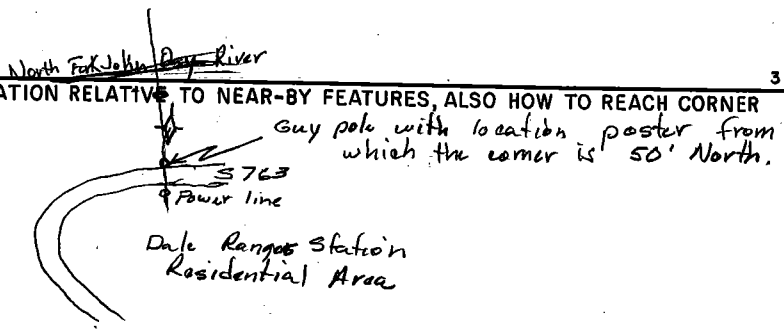 North Fork John Day River
3
ATION RELATIVE TO NEAR-BY FEATURES, ALSO HOW TO REACH CORNER
Guy pole with location poster from
which the corner is 50' North.
S763
Power line
Dale Ranger Station
Residential Area